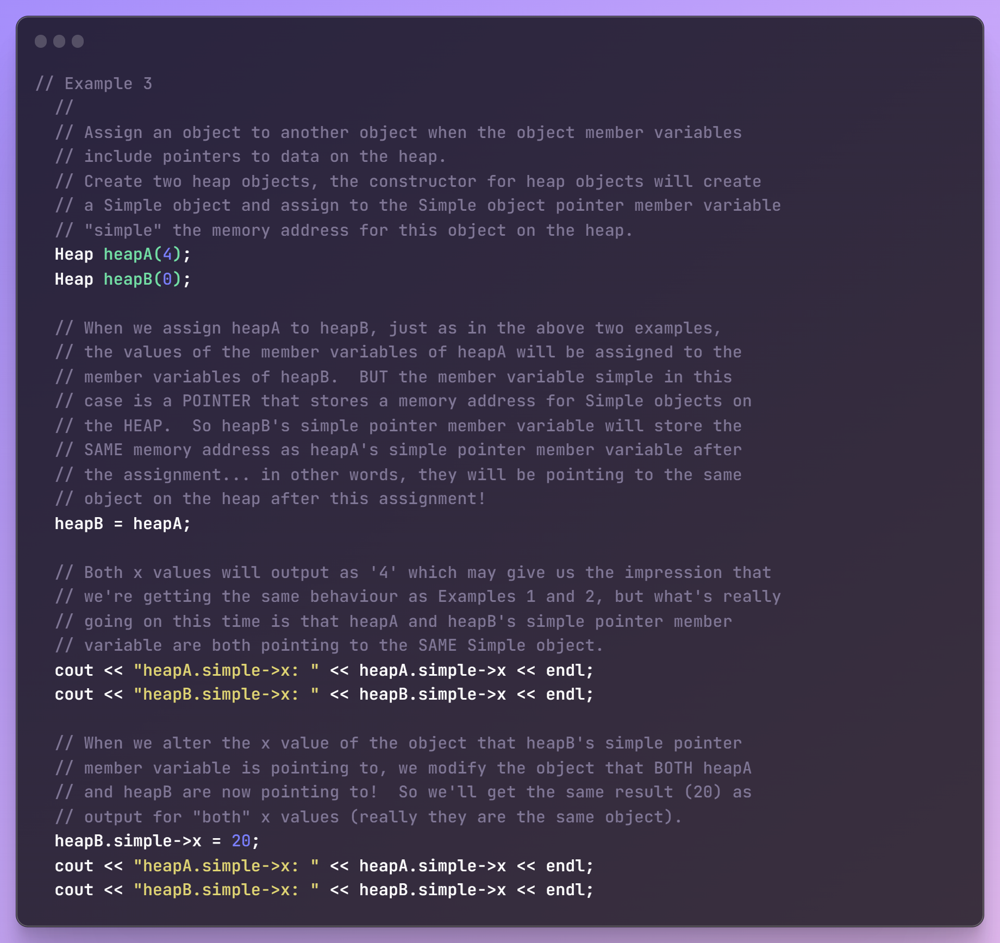 // Example 3
  //
  // Assign an object to another object when the object member variables
  // include pointers to data on the heap.
  // Create two heap objects, the constructor for heap objects will create
  // a Simple object and assign to the Simple object pointer member variable
  // "simple" the memory address for this object on the heap.
  Heap heapA(4);
  Heap heapB(0);

  // When we assign heapA to heapB, just as in the above two examples,
  // the values of the member variables of heapA will be assigned to the
  // member variables of heapB.  BUT the member variable simple in this
  // case is a POINTER that stores a memory address for Simple objects on
  // the HEAP.  So heapB's simple pointer member variable will store the
  // SAME memory address as heapA's simple pointer member variable after
  // the assignment... in other words, they will be pointing to the same
  // object on the heap after this assignment!
  heapB = heapA;

  // Both x values will output as '4' which may give us the impression that
  // we're getting the same behaviour as Examples 1 and 2, but what's really
  // going on this time is that heapA and heapB's simple pointer member
  // variable are both pointing to the SAME Simple object.
  cout << "heapA.simple->x: " << heapA.simple->x << endl;
  cout << "heapB.simple->x: " << heapB.simple->x << endl;

  // When we alter the x value of the object that heapB's simple pointer
  // member variable is pointing to, we modify the object that BOTH heapA
  // and heapB are now pointing to!  So we'll get the same result (20) as
  // output for "both" x values (really they are the same object).
  heapB.simple->x = 20;
  cout << "heapA.simple->x: " << heapA.simple->x << endl;
  cout << "heapB.simple->x: " << heapB.simple->x << endl;